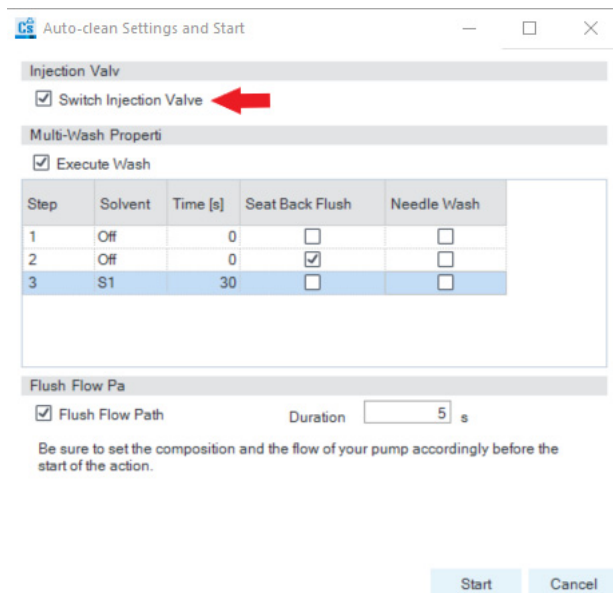 Auto-clean Settings and Start
Injection Valv
Switch Injection Valve
Multi-Wash Properti
Execute Wash
Step Solvent Time [s] Seat Back Flush Needle Wash
1 Off 0
2 Off 0
3 S1 30
Flush Flow Pa
Flush Flow Path Duration 5 s
Be sure to set the composition and the flow of your pump accordingly before the
start of the action.
Start Cancel